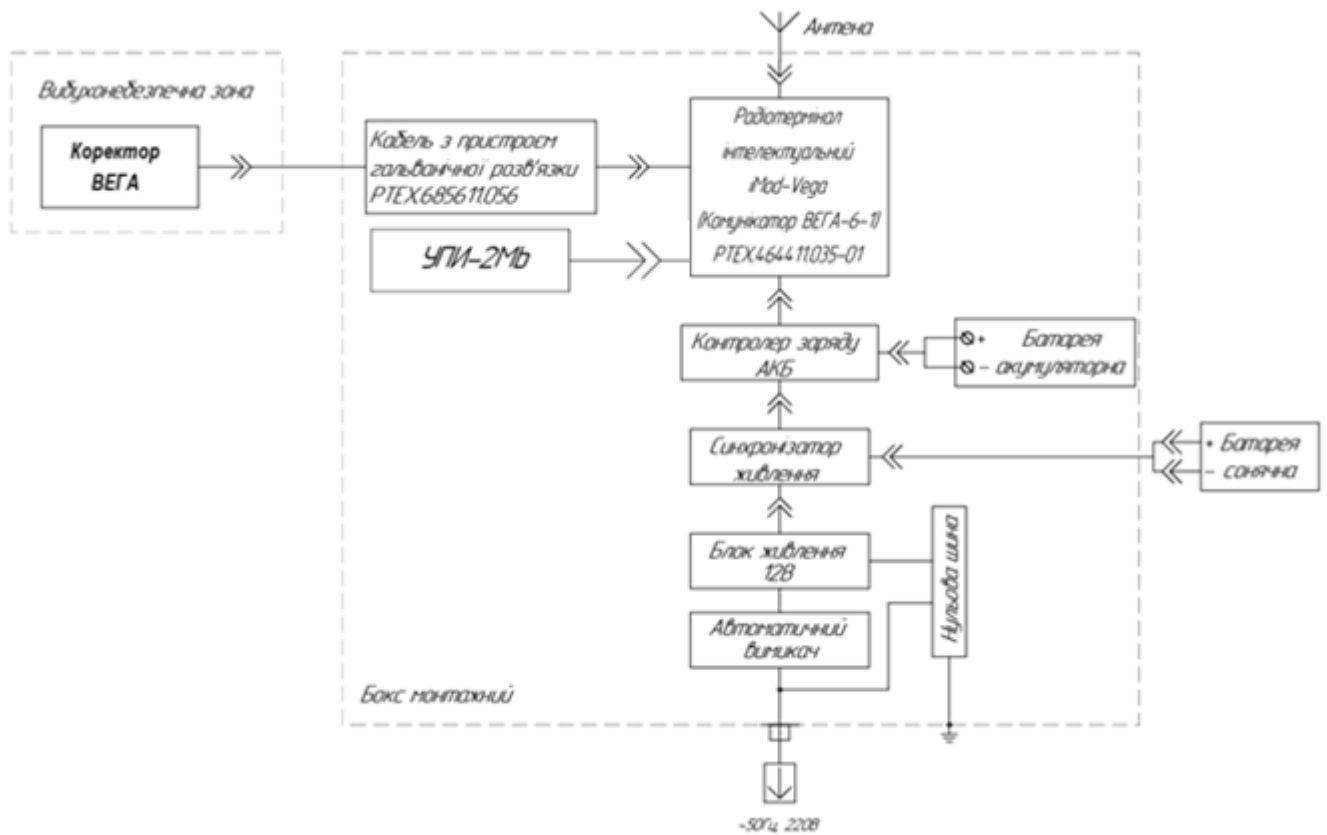 Антена
Вибухонебезпечна зона
Коректор
ВЕГА
Кабель з пристроєм
гальванічної розв'язки
РТЕХ.685611.056
УПИ-2Mb
Радіотермінал
інтелектуальний
iMod-Vega
(Комунікатор ВЕГА-6-1)
РТЕХ.464411.035-01
Контролер заряду
АКБ
+ Батарея
- акумуляторна
Синхронізатор
живлення
+ Батарея
- сонячна
Блок живлення
12В
Нульова шина
Автоматичний
вимикач
Бокс монтажний
~50Гц 220В